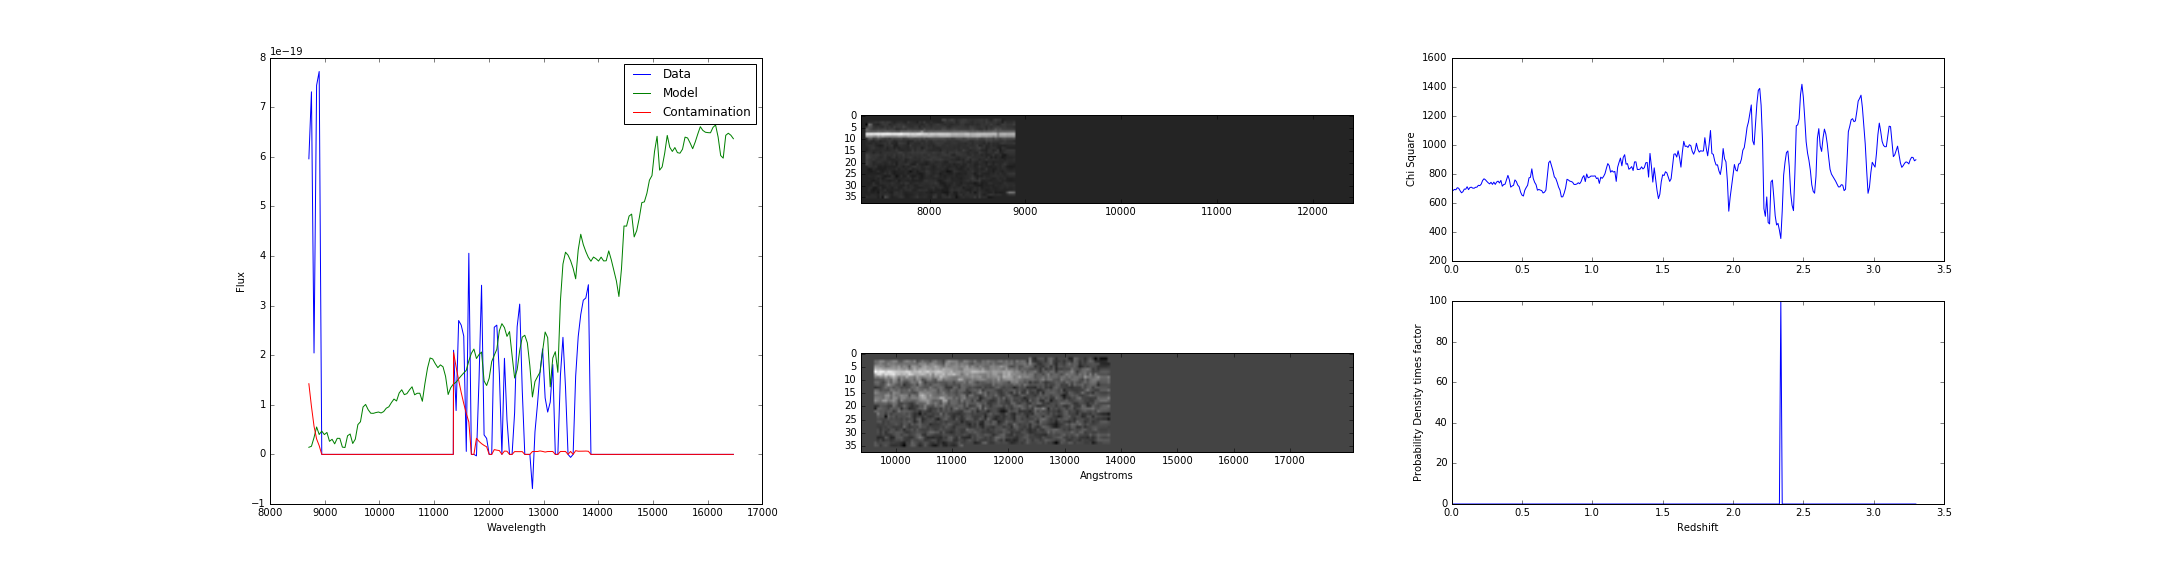 1e−19
8
7
6
5
4
3
2
1
0
−1
Flux
8000 9000 10000 11000 12000 13000 14000 15000 16000 17000
Wavelength
Data
Model
Contamination
0
5
10
15
20
25
30
35
8000 9000 10000 11000 12000
0
5
10
15
20
25
30
35
10000 11000 12000 13000 14000 15000 16000 17000
Angstroms
1600
1400
1200
1000
800
600
400
200
Chi Square
0.0 0.5 1.0 1.5 2.0 2.5 3.0 3.5
100
80
60
40
20
0
Probability Density times factor
0.0 0.5 1.0 1.5 2.0 2.5 3.0 3.5
Redshift